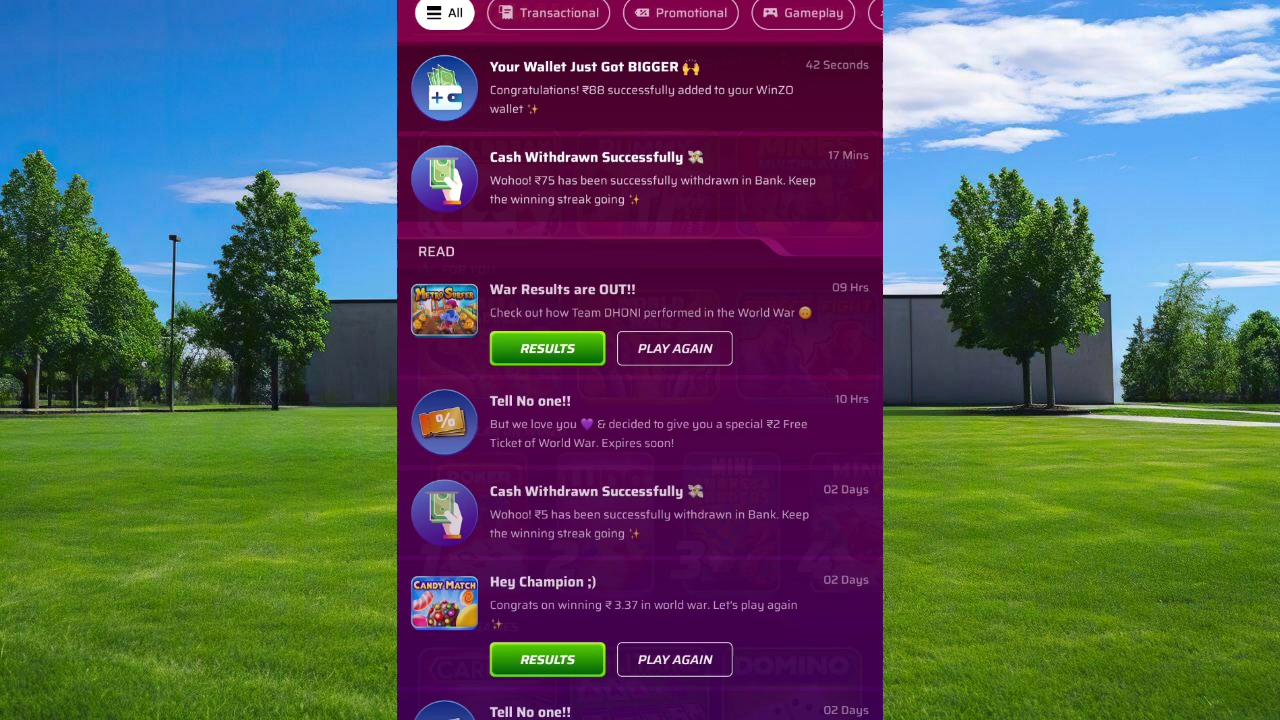 All
Transactional
Promotional
Gameplay
Your Wallet Just Got BIGGER 🙌
42 Seconds
Congratulations! ₹88 successfully added to your WinZO
wallet ✨
Cash Withdrawn Successfully 💸
17 Mins
Wohoo! ₹75 has been successfully withdrawn in Bank. Keep
the winning streak going ✨
READ
FOR YOU
METRO SURFER
War Results are OUT!!
09 Hrs
Check out how Team DHONI performed in the World War 🙂
RESULTS
PLAY AGAIN
Tell No one!!
10 Hrs
But we love you 💜 & decided to give you a special ₹2 Free
Ticket of World War. Expires soon!
Cash Withdrawn Successfully 💸
02 Days
Wohoo! ₹5 has been successfully withdrawn in Bank. Keep
the winning streak going ✨
CANDY MATCH
Hey Champion ;)
02 Days
Congrats on winning ₹ 3.37 in world war. Let's play again
✨
RESULTS
PLAY AGAIN
DOMINO
Tell No one!!
02 Days